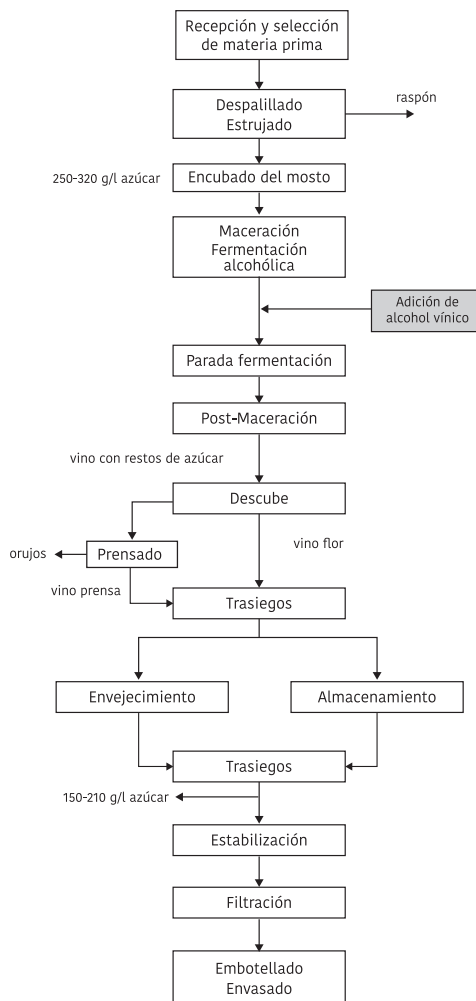 Recepción y selección
de materia prima
Despalillado
Estrujado
raspón
250-320 g/l azúcar
Encubado del mosto
Maceración
Fermentación
alcohólica
Adición de
alcohol vínico
Parada fermentación
Post-Maceración
vino con restos de azúcar
Descube
vino flor
orujos
Prensado
vino prensa
Trasiegos
Envejecimiento
Almacenamiento
Trasiegos
150-210 g/l azúcar
Estabilización
Filtración
Embotellado
Envasado